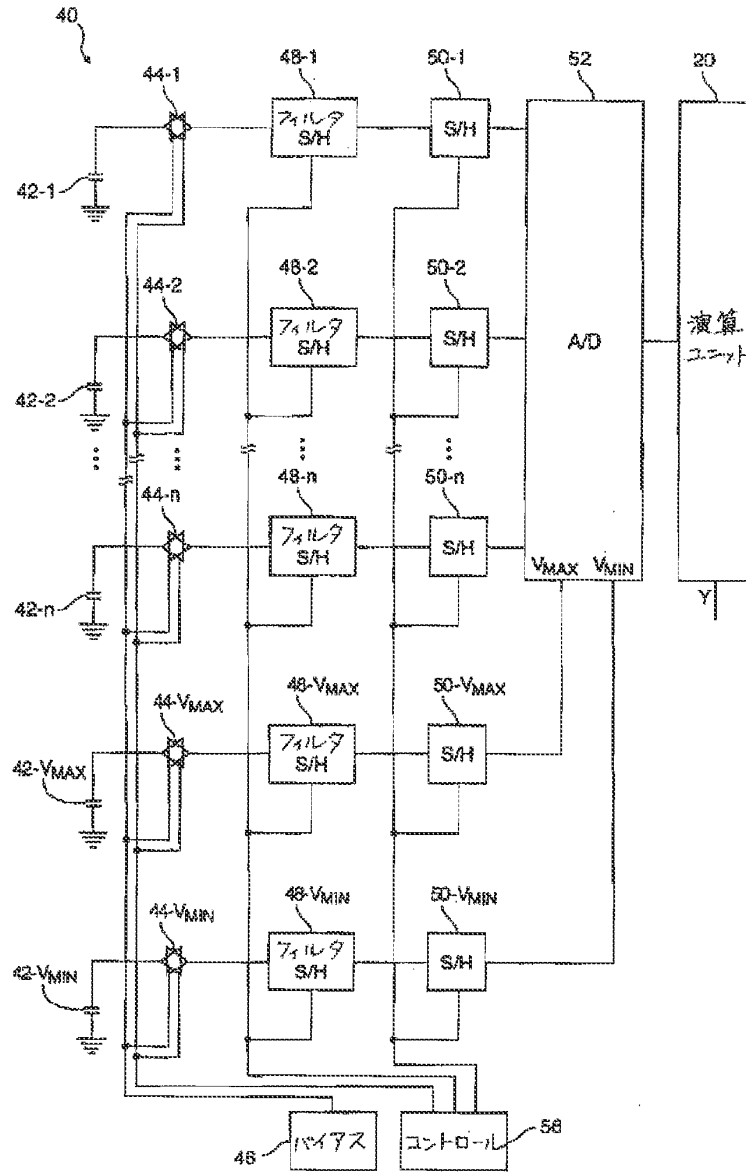 40
44-1
48-1
50-1
52
20
フィルタ
S/H
S/H
42-1
44-2
48-2
50-2
フィルタ
S/H
S/H
A/D
演算
ユニット
42-2
44-n
48-n
50-n
フィルタ
S/H
S/H
VMAX
VMIN
42-n
Y
44-VMAX
48-VMAX
50-VMAX
フィルタ
S/H
S/H
42-VMAX
44-VMIN
48-VMIN
50-VMIN
フィルタ
S/H
S/H
42-VMIN
バイアス
コントロール
46
56